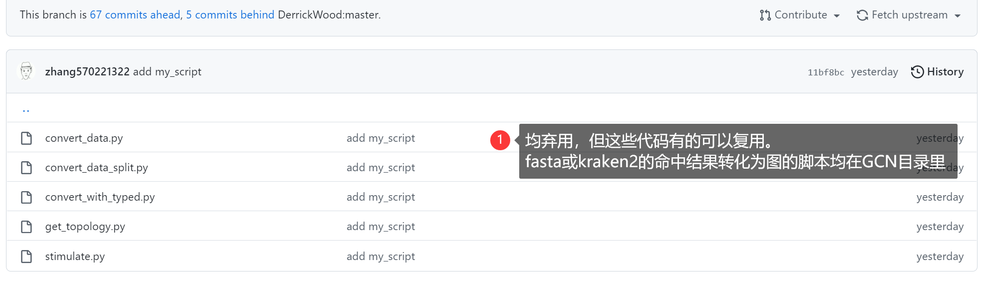 This branch is 67 commits ahead, 5 commits behind DerrickWood:master.
Contribute
Fetch upstream
zhang570221322 add my_script
11bf8bc yesterday
History
..
convert_data.py
add my_script
1
均弃用，但这些代码有的可以复用。
fasta或kraken2的命中结果转化为图的脚本均在GCN目录里
yesterday
convert_data_split.py
add my_script
yesterday
convert_with_typed.py
add my_script
yesterday
get_topology.py
add my_script
yesterday
stimulate.py
add my_script
yesterday